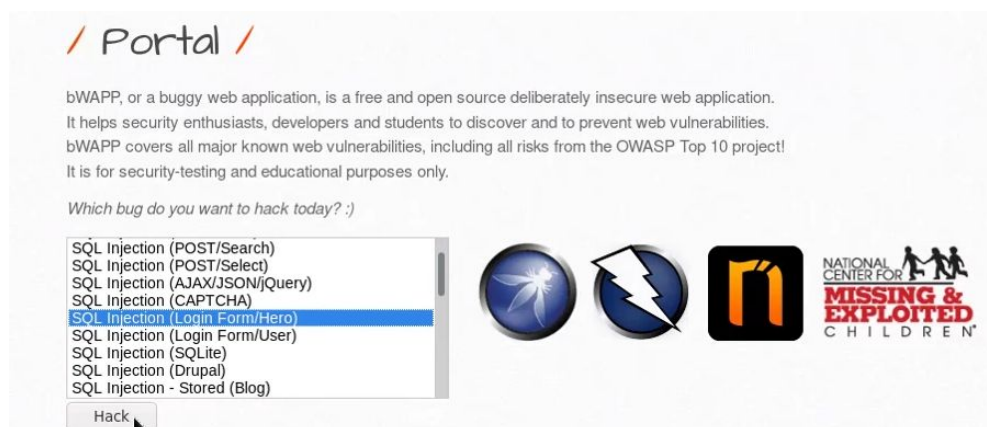 / Portal /
bWAPP, or a buggy web application, is a free and open source deliberately insecure web application.
It helps security enthusiasts, developers and students to discover and to prevent web vulnerabilities.
bWAPP covers all major known web vulnerabilities, including all risks from the OWASP Top 10 project!
It is for security-testing and educational purposes only.
Which bug do you want to hack today? :)
SQL Injection (POST/Search)
SQL Injection (POST/Select)
SQL Injection (AJAX/JSON/jQuery)
SQL Injection (CAPTCHA)
SQL Injection (Login Form/Hero)
SQL Injection (Login Form/User)
SQL Injection (SQLite)
SQL Injection (Drupal)
SQL Injection - Stored (Blog)
Hack
n
NATIONAL
CENTER FOR
MISSING &
EXPLOITED
CHILDREN